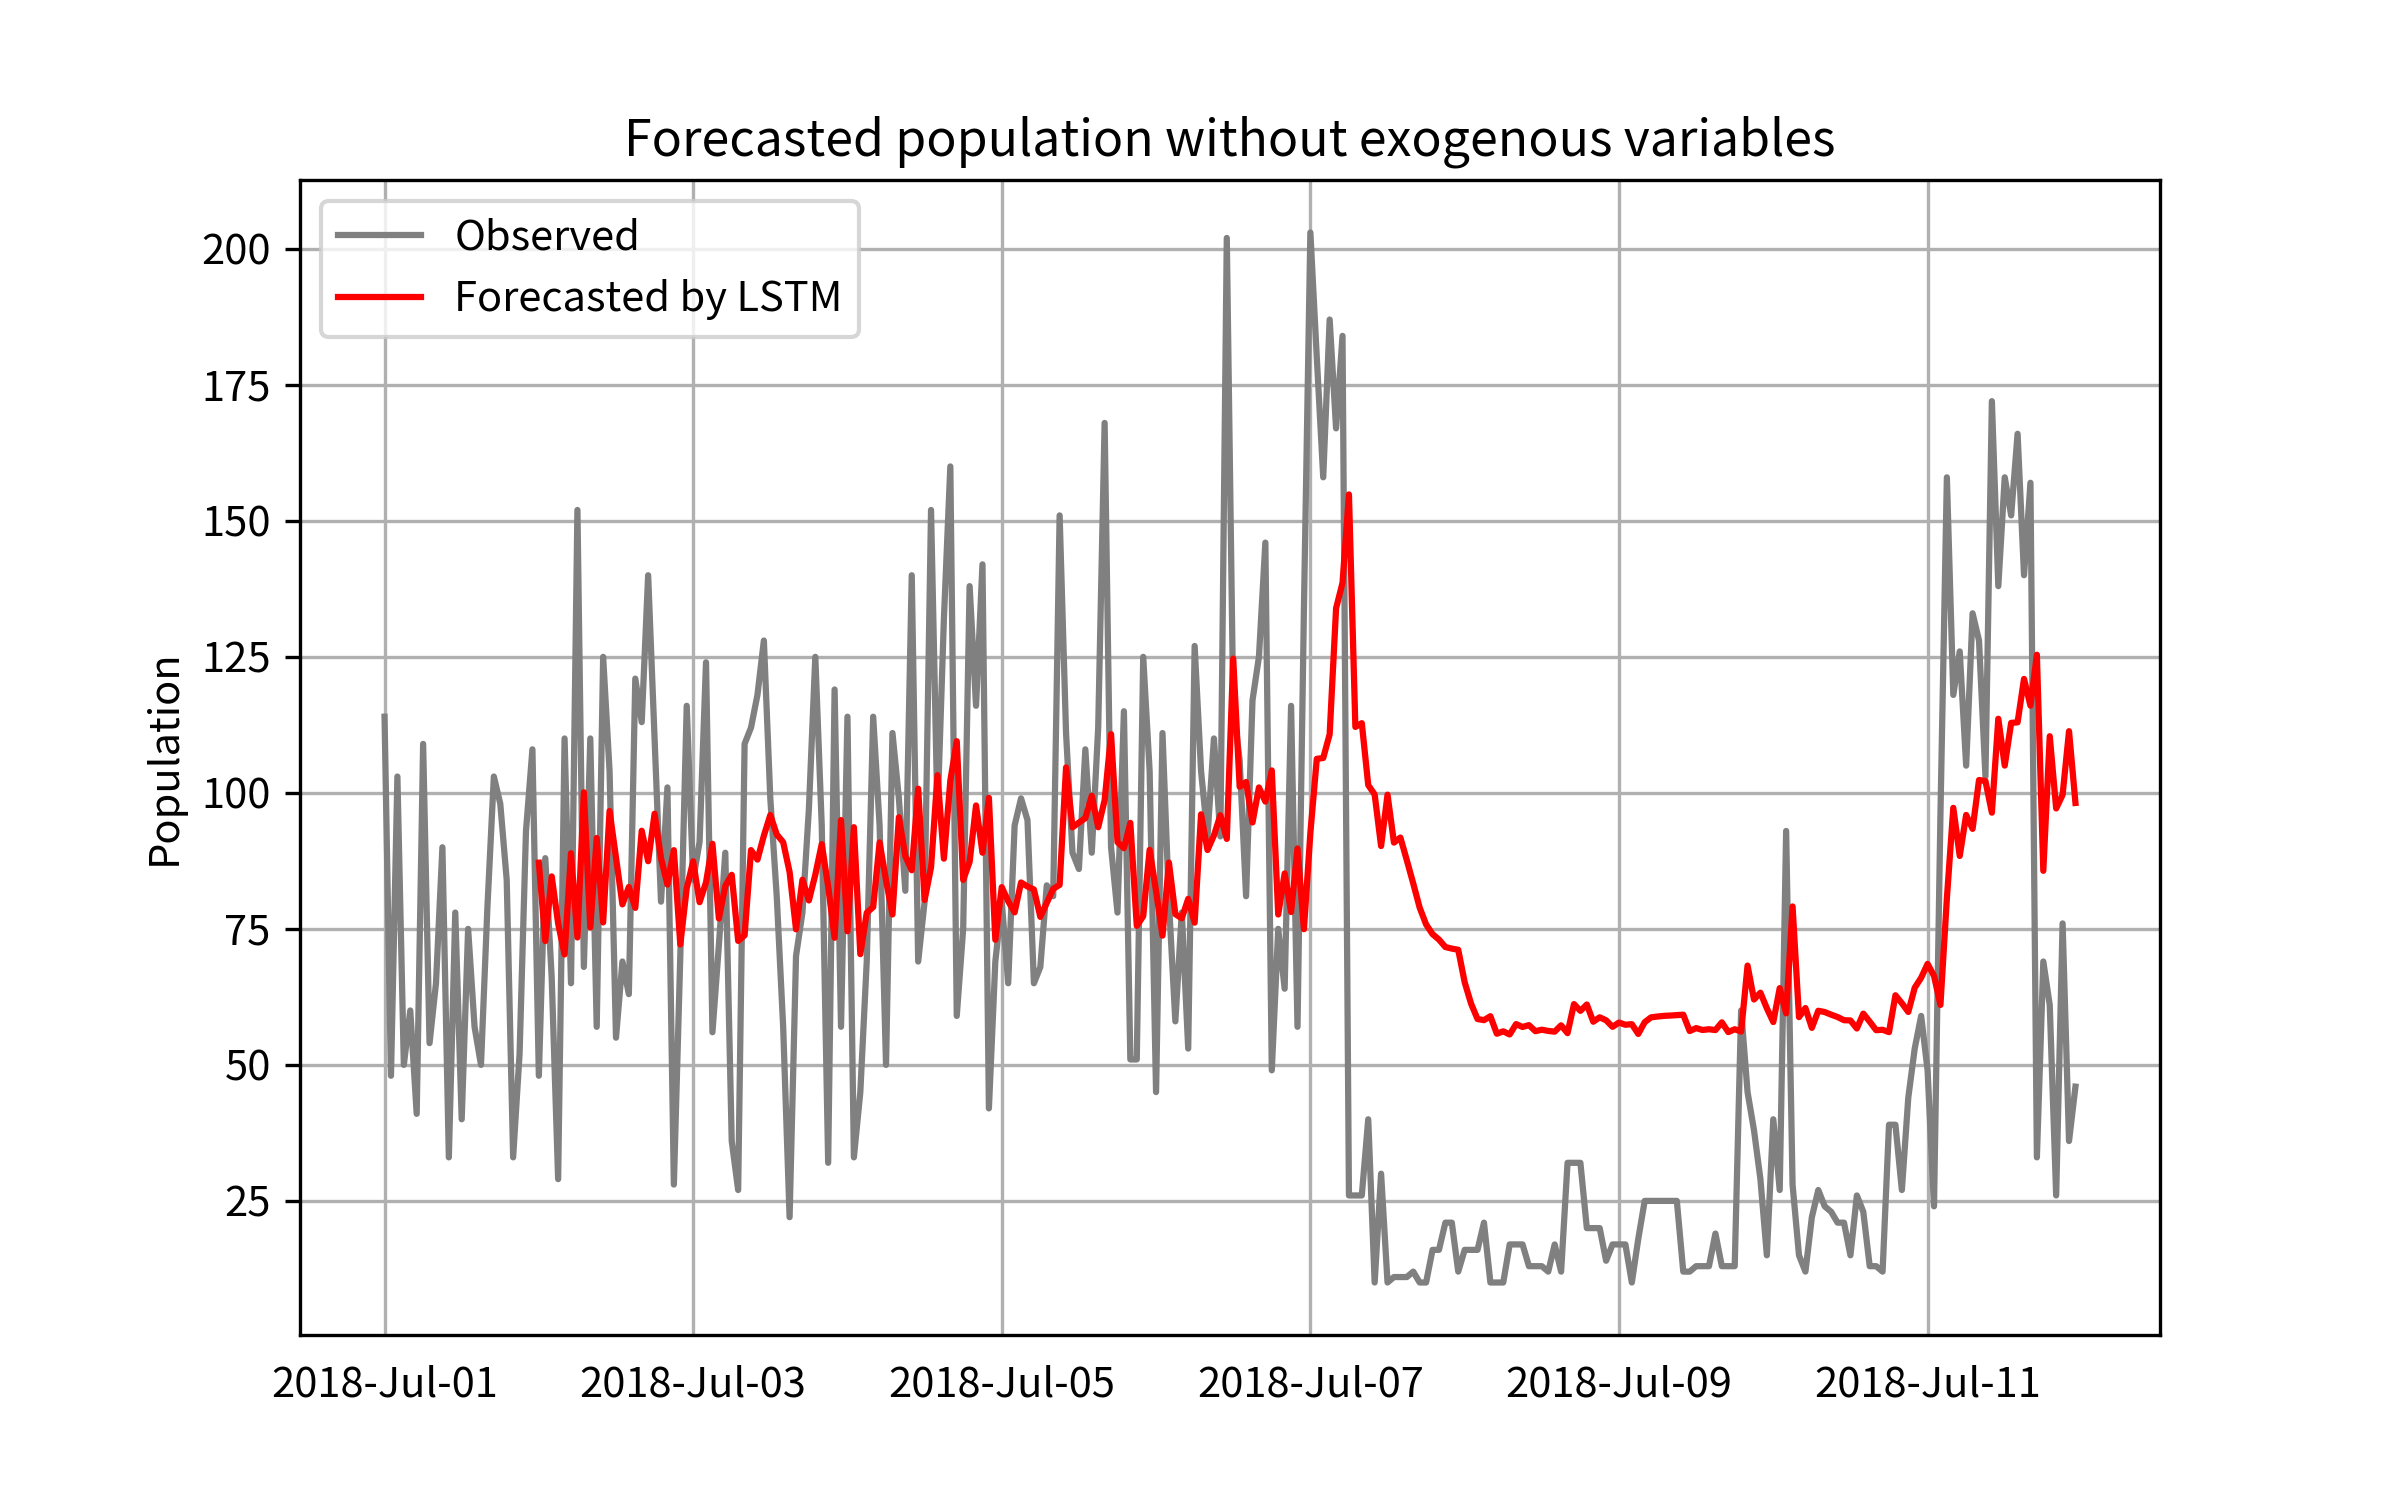 Forecasted population without exogenous variables
Observed
Forecasted by LSTM
Population
200
175
150
125
100
75
50
25
2018-Jul-01 2018-Jul-03 2018-Jul-05 2018-Jul-07 2018-Jul-09 2018-Jul-11